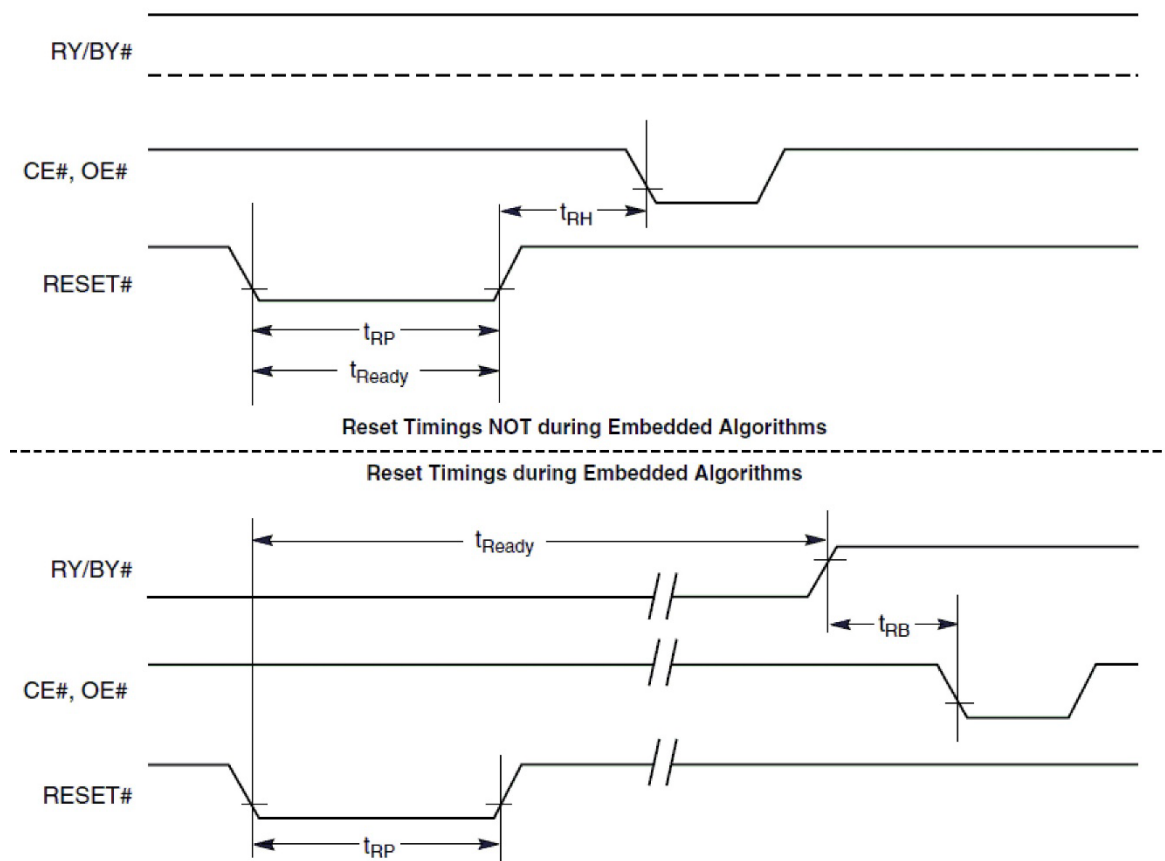 RY/BY#
CE#, OE#
tRH
RESET#
tRP
tReady
Reset Timings NOT during Embedded Algorithms
Reset Timings during Embedded Algorithms
tReady
RY/BY#
tRB
CE#, OE#
RESET#
tRP